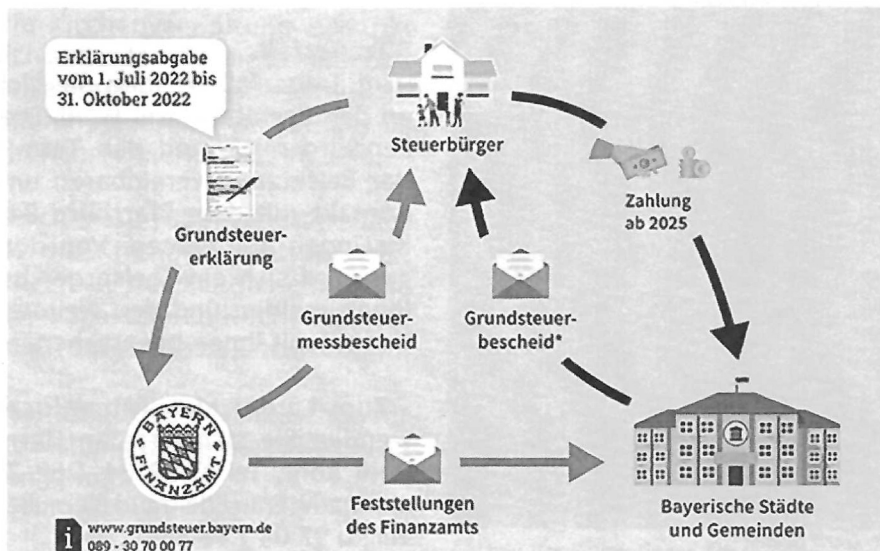 Erklärungsabgabe
vom 1. Juli 2022 bis
31. Oktober 2022
Steuerbürger
Zahlung
ab 2025
Grundsteuer-
erklärung
Grundsteuer-
messbescheid
Grundsteuer-
bescheid*
BAYERN
FINANZAMT
Feststellungen
des Finanzamts
Bayerische Städte
und Gemeinden
i www.grundsteuer.bayern.de
089 - 30 70 00 77